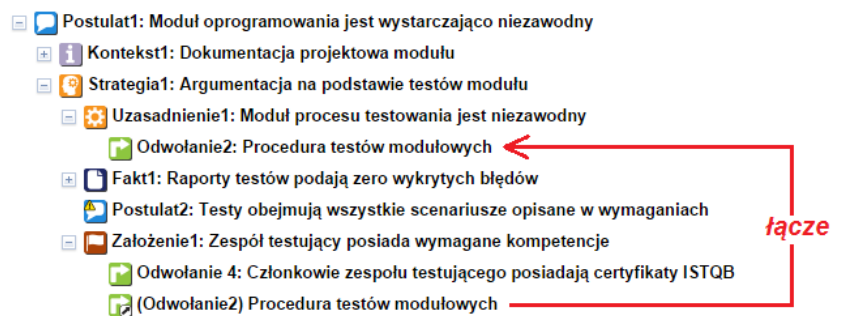 Postulat1: Moduł oprogramowania jest wystarczająco niezawodny
Kontekst1: Dokumentacja projektowa modułu
Strategia1: Argumentacja na podstawie testów modułu
Uzasadnienie1: Moduł procesu testowania jest niezawodny
Odwołanie2: Procedura testów modułowych
Fakt1: Raporty testów podają zero wykrytych błędów
Postulat2: Testy obejmują wszystkie scenariusze opisane w wymaganiach
łącze
Założenie1: Zespół testujący posiada wymagane kompetencje
Odwołanie 4: Członkowie zespołu testującego posiadają certyfikaty ISTQB
(Odwołanie2) Procedura testów modułowych